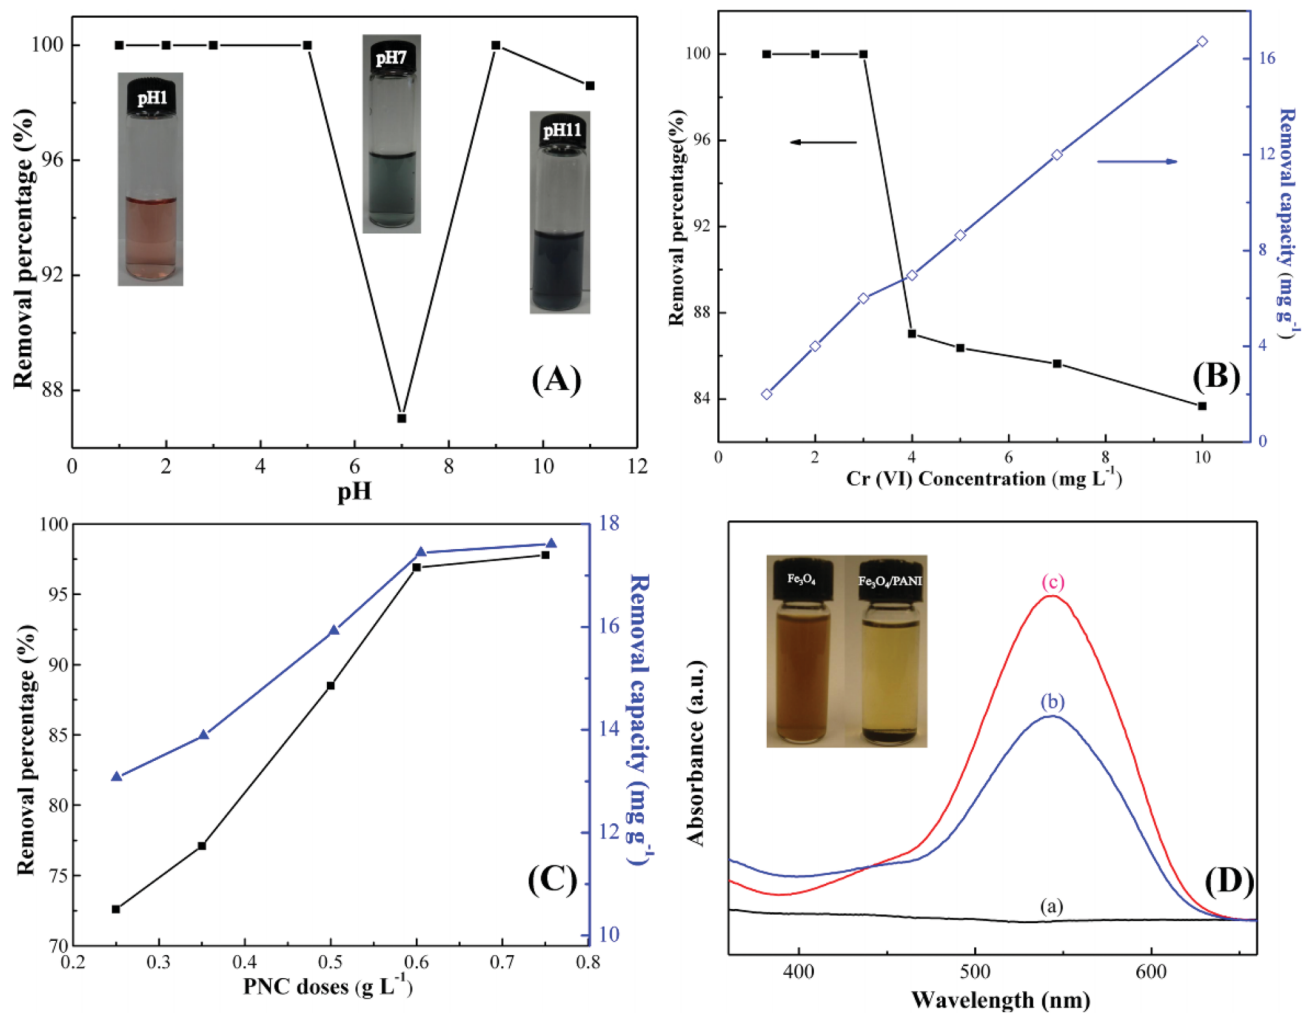 100
96
92
88
Removal percentage (%)
pH1
pH7
pH11
(A)
0 2 4 6 8 10 12
pH
100
96
92
88
84
Removal percentage(%)
16
12
8
4
0
Removal capacity (mg g⁻¹)
(B)
0 2 4 6 8 10
Cr (VI) Concentration (mg L⁻¹)
100
95
90
85
80
75
70
Removal percentage (%)
18
16
14
12
10
Removal capacity (mg g⁻¹)
(C)
0.2 0.3 0.4 0.5 0.6 0.7 0.8
PNC doses (g L⁻¹)
Absorbance (a.u.)
Fe₃O₄
Fe₃O₄/PANI
(c)
(b)
(a)
(D)
400 500 600
Wavelength (nm)